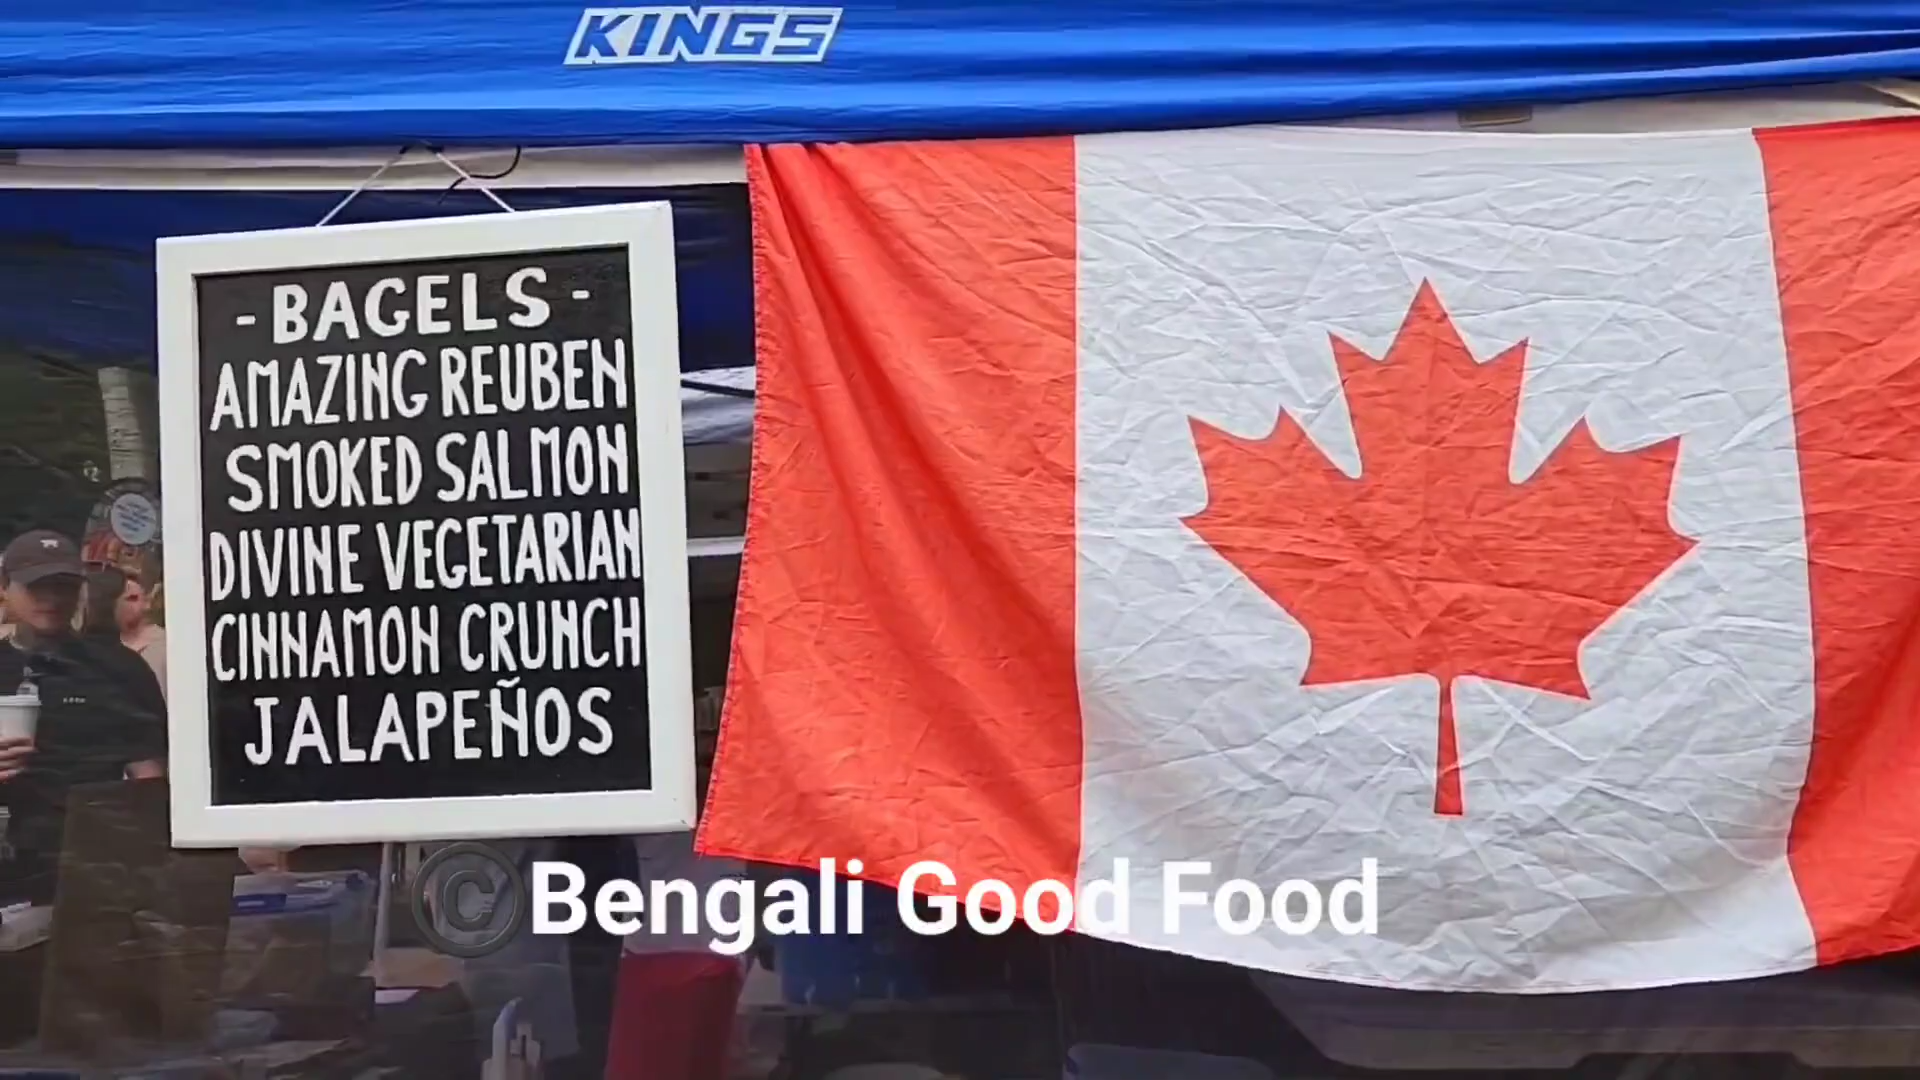 KINGS
- BAGELS -
AMAZING REUBEN
SMOKED SALMON
DIVINE VEGETARIAN
CINNAMON CRUNCH
JALAPEÑOS
©Bengali Good Food